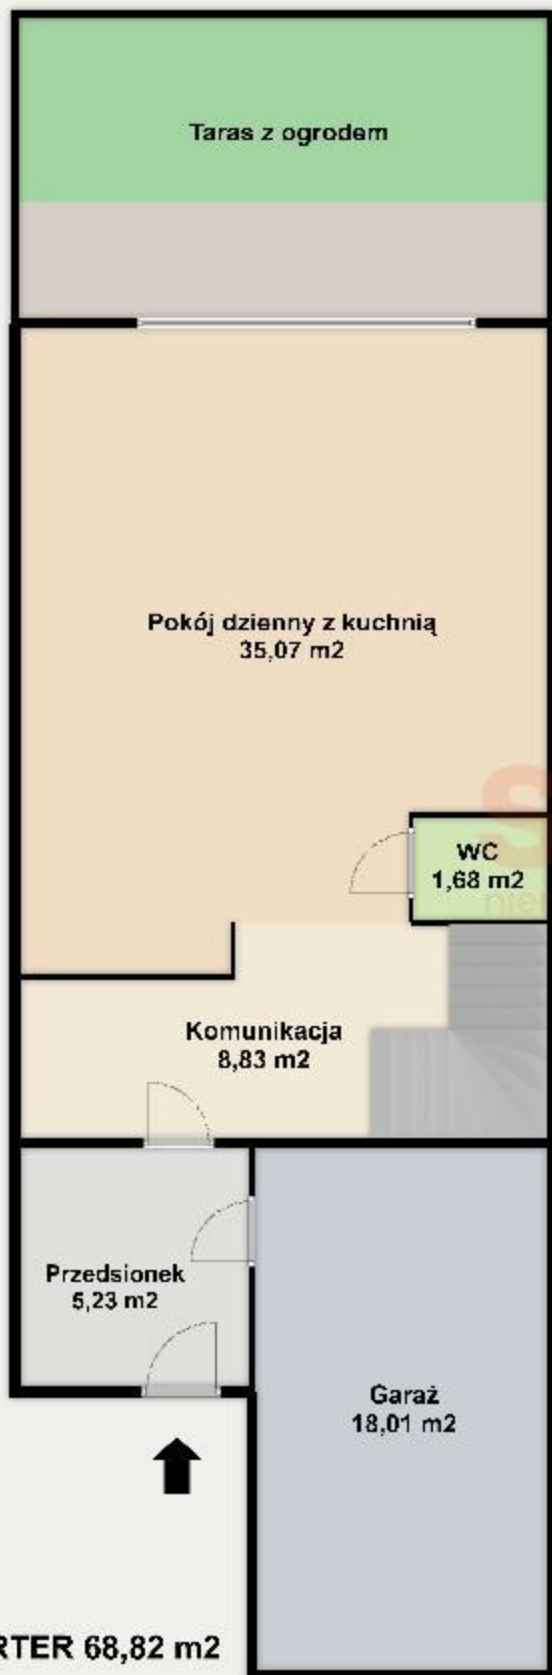 Taras z ogrodem
Pokój dzienny z kuchnią
35,07 m2
WC
1,68 m2
Komunikacja
8,83 m2
Przedsionek
5,23 m2
Garaż
18,01 m2
RTER 68,82 m2